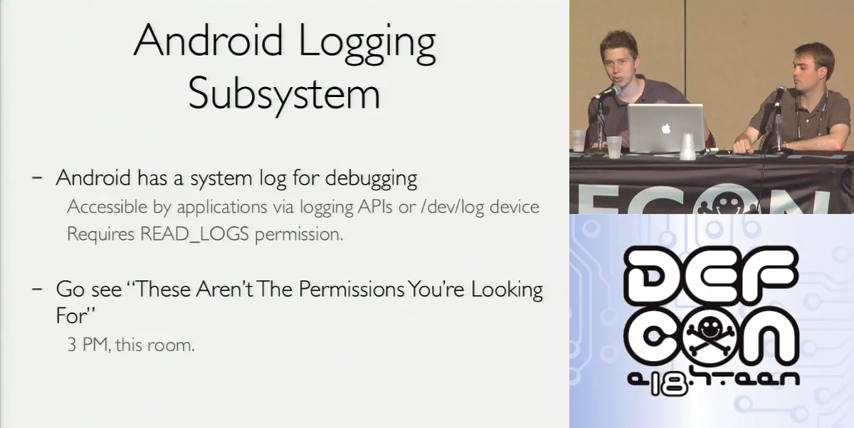 Android Logging
Subsystem
– Android has a system log for debugging
Accessible by applications via logging APIs or /dev/log device
Requires READ_LOGS permission.
– Go see “These Aren’t The Permissions You’re Looking
For”
3 PM, this room.
DEF
CON
e18h-teen